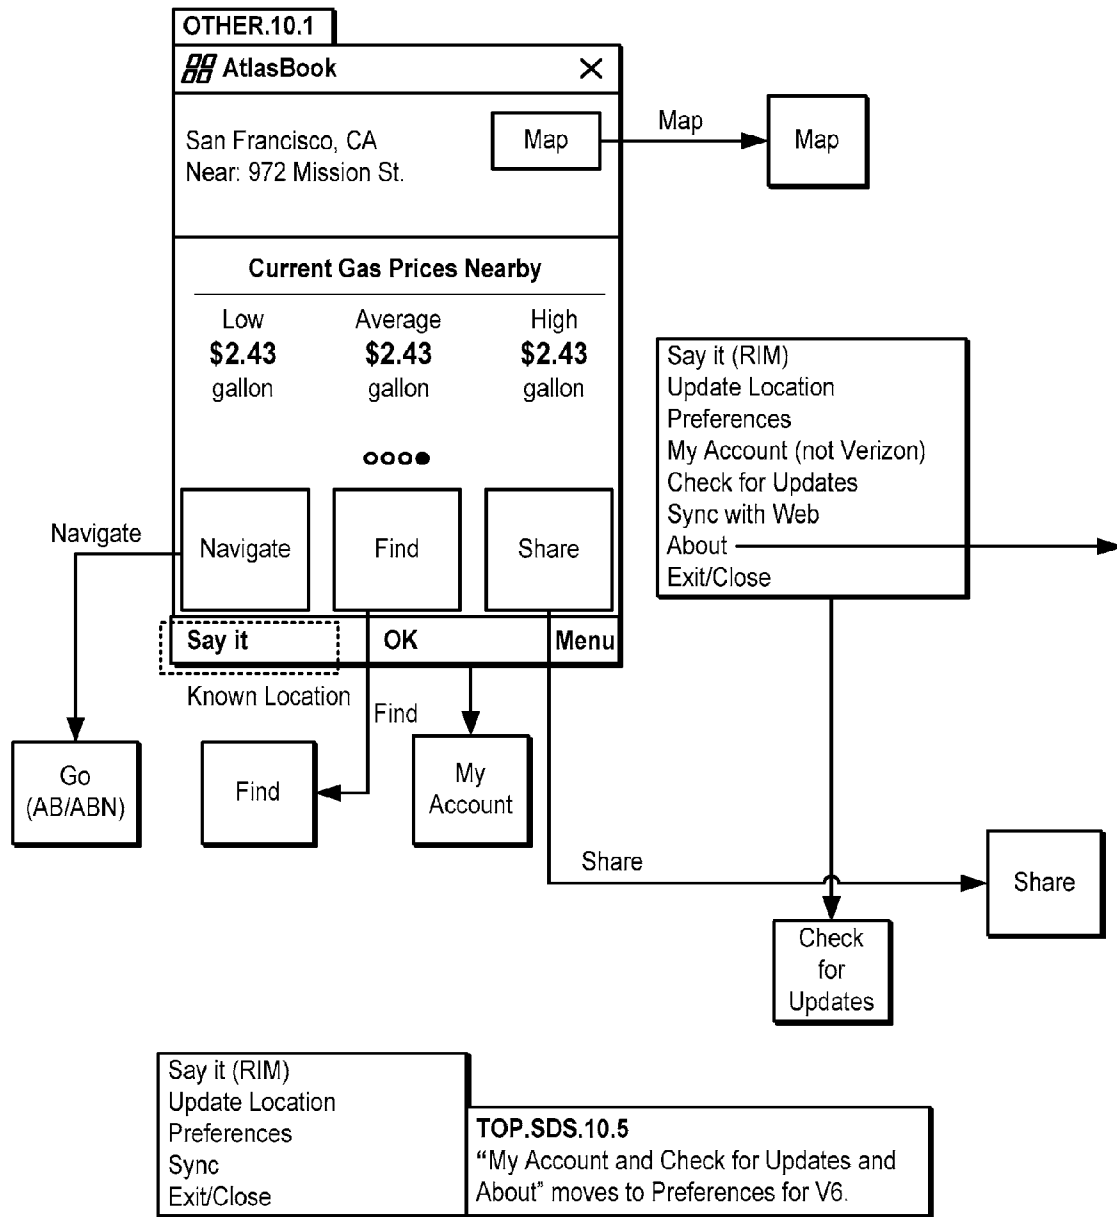 OTHER.10.1
AtlasBook
San Francisco, CA
Near: 972 Mission St.
Map
Map
Map
Current Gas Prices Nearby
Low
Average
High
$2.43
$2.43
$2.43
gallon
gallon
gallon
Say it (RIM)
Update Location
Preferences
My Account (not Verizon)
Check for Updates
Sync with Web
About
Exit/Close
Navigate
Navigate
Find
Share
Say it
OK
Menu
Known Location
Find
Go
(AB/ABN)
Find
My
Account
Share
Share
Check
for
Updates
Say it (RIM)
Update Location
Preferences
Sync
Exit/Close
TOP.SDS.10.5
“My Account and Check for Updates and
About” moves to Preferences for V6.